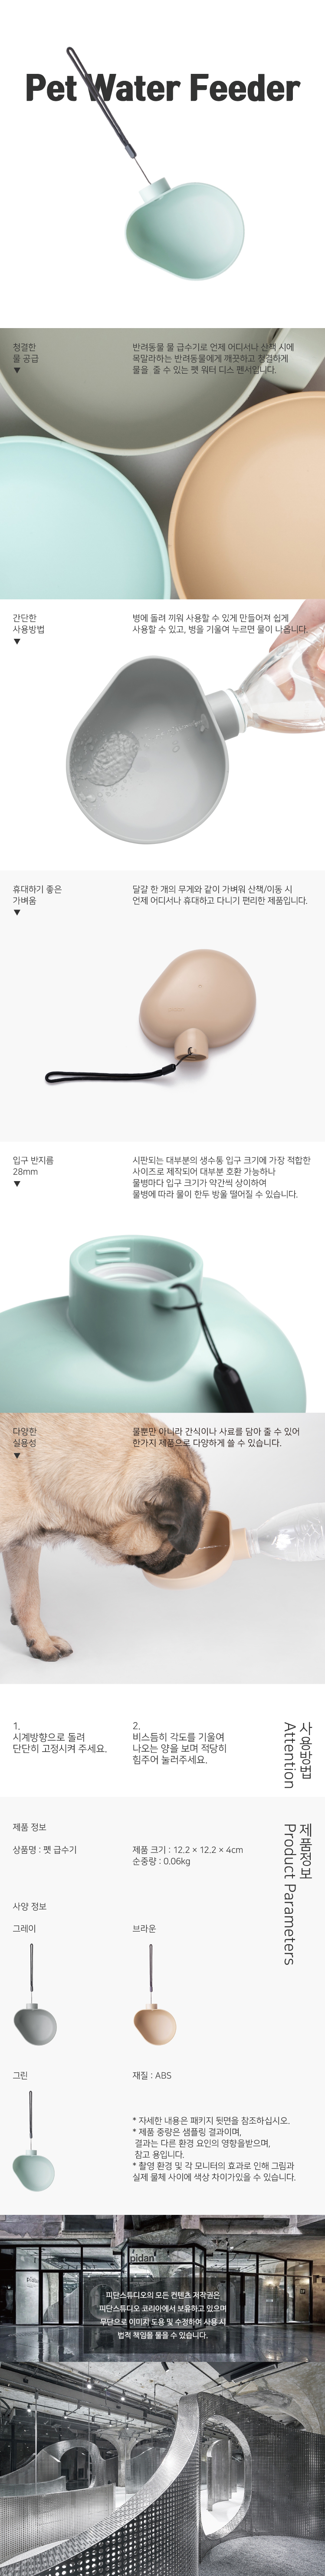 Pet Water Feeder
청결한
물 공급
▼
반려동물 물 급수기로 언제 어디서나 산책 시에
목말라하는 반려동물에게 깨끗하고 청결하게
물을 줄 수 있는 펫 워터 디스 펜서입니다.
간단한
사용방법
▼
병에 돌려 끼워 사용할 수 있게 만들어져 쉽게
사용할 수 있고, 병을 기울여 누르면 물이 나옵니다.
휴대하기 좋은
가벼움
▼
달걀 한 개의 무게와 같이 가벼워 산책/이동 시
언제 어디서나 휴대하고 다니기 편리한 제품입니다.
입구 반지름
28mm
▼
시판되는 대부분의 생수통 입구 크기에 가장 적합한
사이즈로 제작되어 대부분 호환 가능하나
물병마다 입구 크기가 약간씩 상이하여
물병에 따라 물이 한두 방울 떨어질 수 있습니다.
다양한
실용성
▼
물뿐만 아니라 간식이나 사료를 담아 줄 수 있어
한가지 제품으로 다양하게 쓸 수 있습니다.
1.
시계방향으로 돌려
단단히 고정시켜 주세요.
2.
비스듬히 각도를 기울여
나오는 양을 보며 적당히
힘주어 눌러주세요.
사용방법
Attention
제품 정보
상품명 : 펫 급수기
제품 크기 : 12.2 × 12.2 × 4cm
순중량 : 0.06kg
제품정보
Product Parameters
사양 정보
그레이
브라운
그린
재질 : ABS
* 자세한 내용은 패키지 뒷면을 참조하십시오.
* 제품 중량은 샘플링 결과이며,
결과는 다른 환경 요인의 영향을받으며,
참고 용입니다.
* 촬영 환경 및 각 모니터의 효과로 인해 그림과
실제 물체 사이에 색상 차이가있을 수 있습니다.
pidan
피단스튜디오의 모든 컨텐츠 저작권은
피단스튜디오 코리아에서 보유하고 있으며
무단으로 이미지 도용 및 수정하여 사용 시
법적 책임을 물을 수 있습니다.